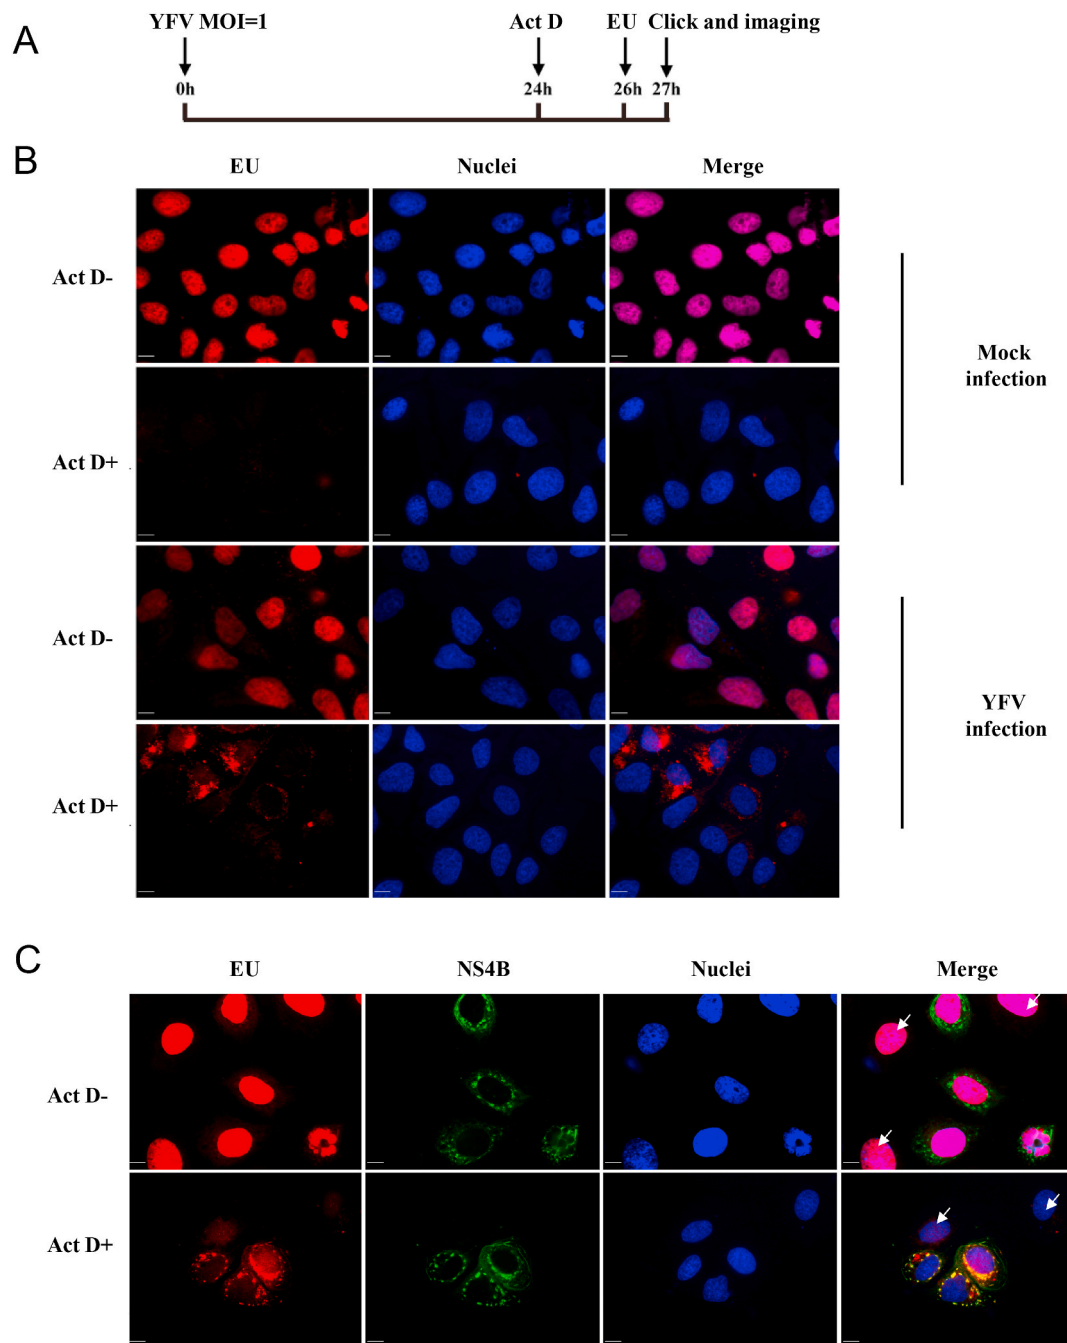 A
YFV MOI=1 Act D EU Click and imaging
0h 24h 26h 27h
B
EU Nuclei Merge
Act D-
Mock
infection
Act D+
Act D-
YFV
infection
Act D+
C
EU NS4B Nuclei Merge
Act D-
Act D+